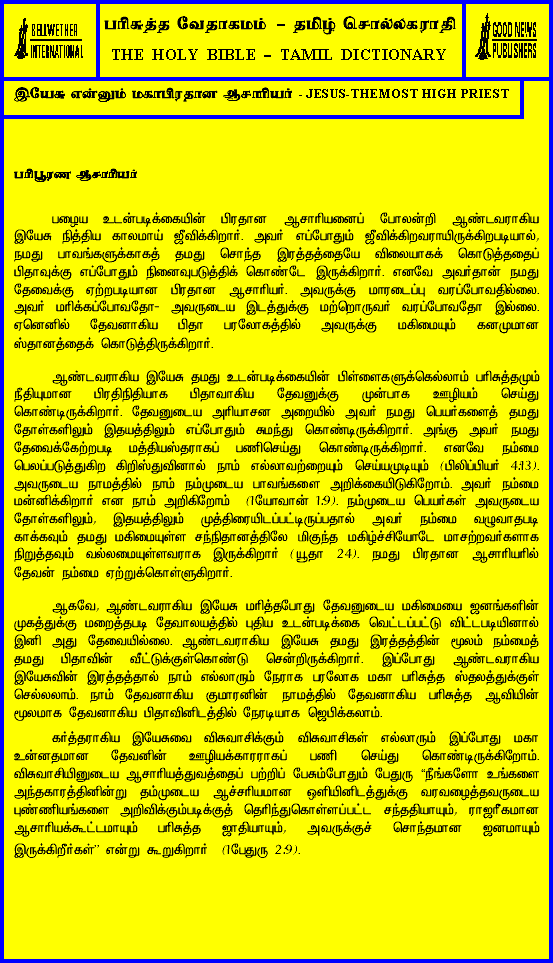 BELLWETHER
INTERNATIONAL
பரிசுத்த வேதாகமம் – தமிழ் சொல்லகராதி
THE HOLY BIBLE – TAMIL DICTIONARY
GOOD NEWS
PUBLISHERS
இயேசு என்னும் மகாபிரதான ஆசாரியர் - JESUS-THEMOST HIGH PRIEST
பரிபூரண ஆசாரியர்
பழைய உடன்படிக்கையின் பிரதான ஆசாரியனைப் போலன்றி ஆண்டவராகிய
இயேசு நித்திய காலமாய் ஜீவிக்கிறார். அவர் எப்போதும் ஜீவிக்கிறவராயிருக்கிறபடியால்,
நமது பாவங்களுக்காகத் தமது சொந்த இரத்தத்தையே விலையாகக் கொடுத்ததைப்
பிதாவுக்கு எப்போதும் நினைவுபடுத்திக் கொண்டே இருக்கிறார். எனவே அவர்தான் நமது
தேவைக்கு ஏற்றபடியான பிரதான ஆசாரியர். அவருக்கு மாரடைப்பு வரப்போவதில்லை.
அவர் மரிக்கப்போவதோ- அவருடைய இடத்துக்கு மற்றொருவர் வரப்போவதோ இல்லை.
ஏனெனில் தேவனாகிய பிதா பரலோகத்தில் அவருக்கு மகிமையும் கனமுமான
ஸ்தானத்தைக் கொடுத்திருக்கிறார்.
ஆண்டவராகிய இயேசு தமது உடன்படிக்கையின் பிள்ளைகளுக்கெல்லாம் பரிசுத்தமும்
நீதியுமான பிரதிநிதியாக பிதாவாகிய தேவனுக்கு முன்பாக ஊழியம் செய்து
கொண்டிருக்கிறார். தேவனுடைய அரியாசன அறையில் அவர் நமது பெயர்களைத் தமது
தோள்களிலும் இதயத்திலும் எப்போதும் சுமந்து கொண்டிருக்கிறார். அங்கு அவர் நமது
தேவைக்கேற்றபடி மத்தியஸ்தராகப் பணிசெய்து கொண்டிருக்கிறார். எனவே நம்மை
பெலப்படுத்துகிற கிறிஸ்துவினால் நாம் எல்லாவற்றையும் செய்யமுடியும் (பிலிப்பியர் 4:13).
அவருடைய நாமத்தில் நாம் நம்முடைய பாவங்களை அறிக்கையிடுகிறோம். அவர் நம்மை
மன்னிக்கிறார் என நாம் அறிகிறோம் (1யோவான் 1:9). நம்முடைய பெயர்கள் அவருடைய
தோள்களிலும், இதயத்திலும் முத்திரையிடப்பட்டிருப்பதால் அவர் நம்மை வழுவாதபடி
காக்கவும் தமது மகிமையுள்ள சந்நிதானத்திலே மிகுந்த மகிழ்ச்சியோடே மாசற்றவர்களாக
நிறுத்தவும் வல்லமையுள்ளவராக இருக்கிறார் (யூதா 24). நமது பிரதான ஆசாரியரில்
தேவன் நம்மை ஏற்றுக்கொள்ளுகிறார்.
ஆகவே, ஆண்டவராகிய இயேசு மரித்தபோது தேவனுடைய மகிமையை ஜனங்களின்
முகத்துக்கு மறைத்தபடி தேவாலயத்தில் புதிய உடன்படிக்கை வெட்டப்பட்டு விட்டபடியினால்
இனி அது தேவையில்லை. ஆண்டவராகிய இயேசு தமது இரத்தத்தின் மூலம் நம்மைத்
தமது பிதாவின் வீட்டுக்குள்கொண்டு சென்றிருக்கிறார். இப்போது ஆண்டவராகிய
இயேசுவின் இரத்தத்தால் நாம் எல்லாரும் நேராக பரலோக மகா பரிசுத்த ஸ்தலத்துக்குள்
செல்லலாம். நாம் தேவனாகிய குமாரனின் நாமத்தில் தேவனாகிய பரிசுத்த ஆவியின்
மூலமாக தேவனாகிய பிதாவினிடத்தில் நேரடியாக ஜெபிக்கலாம்.
கர்த்தராகிய இயேசுவை விசுவாசிக்கும் விசுவாசிகள் எல்லாரும் இப்போது மகா
உன்னதமான தேவனின் ஊழியக்காரராகப் பணி செய்து கொண்டிருக்கிறோம்.
விசுவாசியினுடைய ஆசாரியத்துவத்தைப் பற்றிப் பேசும்போதும் பேதுரு “நீங்களோ உங்களை
அந்தகாரத்தினின்று தம்முடைய ஆச்சரியமான ஒளியினிடத்துக்கு வரவழைத்தவருடைய
புண்ணியங்களை அறிவிக்கும்படிக்குத் தெரிந்துகொள்ளப்பட்ட சந்ததியாயும், ராஜரீகமான
ஆசாரியக்கூட்டமாயும் பரிசுத்த ஜாதியாயும், அவருக்குச் சொந்தமான ஜனமாயும்
இருக்கிறீர்கள்” என்று கூறுகிறார் (1பேதுரு 2:9).